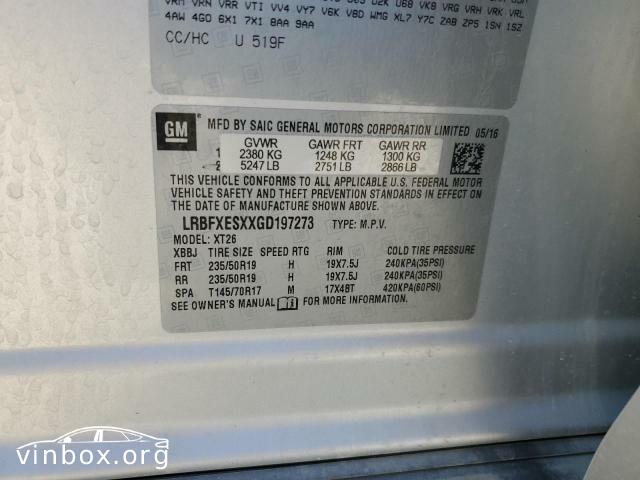 VRM VRN VRR VTI VV4 VY7 V6K V8D WMG XL7 Y7C ZAB ZP5 1SN 1SZ
4AW 4G0 6X1 7X1 8AA 9AA
CC/HC U 519F
GM
MFD BY SAIC GENERAL MOTORS CORPORATION LIMITED 05/16
GVWR GAWR FRT GAWR RR
2380 KG 1248 KG 1300 KG
5247 LB 2751 LB 2866 LB
THIS VEHICLE CONFORMS TO ALL APPLICABLE U.S. FEDERAL MOTOR
VEHICLE SAFETY AND THEFT PREVENTION STANDARDS IN EFFECT ON THE
DATE OF MANUFACTURE SHOWN ABOVE.
LRBFXESXXGD197273 TYPE: M.P.V.
MODEL: XT26
XBBJ TIRE SIZE SPEED RTG RIM COLD TIRE PRESSURE
FRT 235/50R19 H 19X7.5J 240KPA(35PSI)
RR 235/50R19 H 19X7.5J 240KPA(35PSI)
SPA T145/70R17 M 17X4BT 420KPA(60PSI)
SEE OWNER'S MANUAL FOR MORE INFORMATION.
vinbox.org